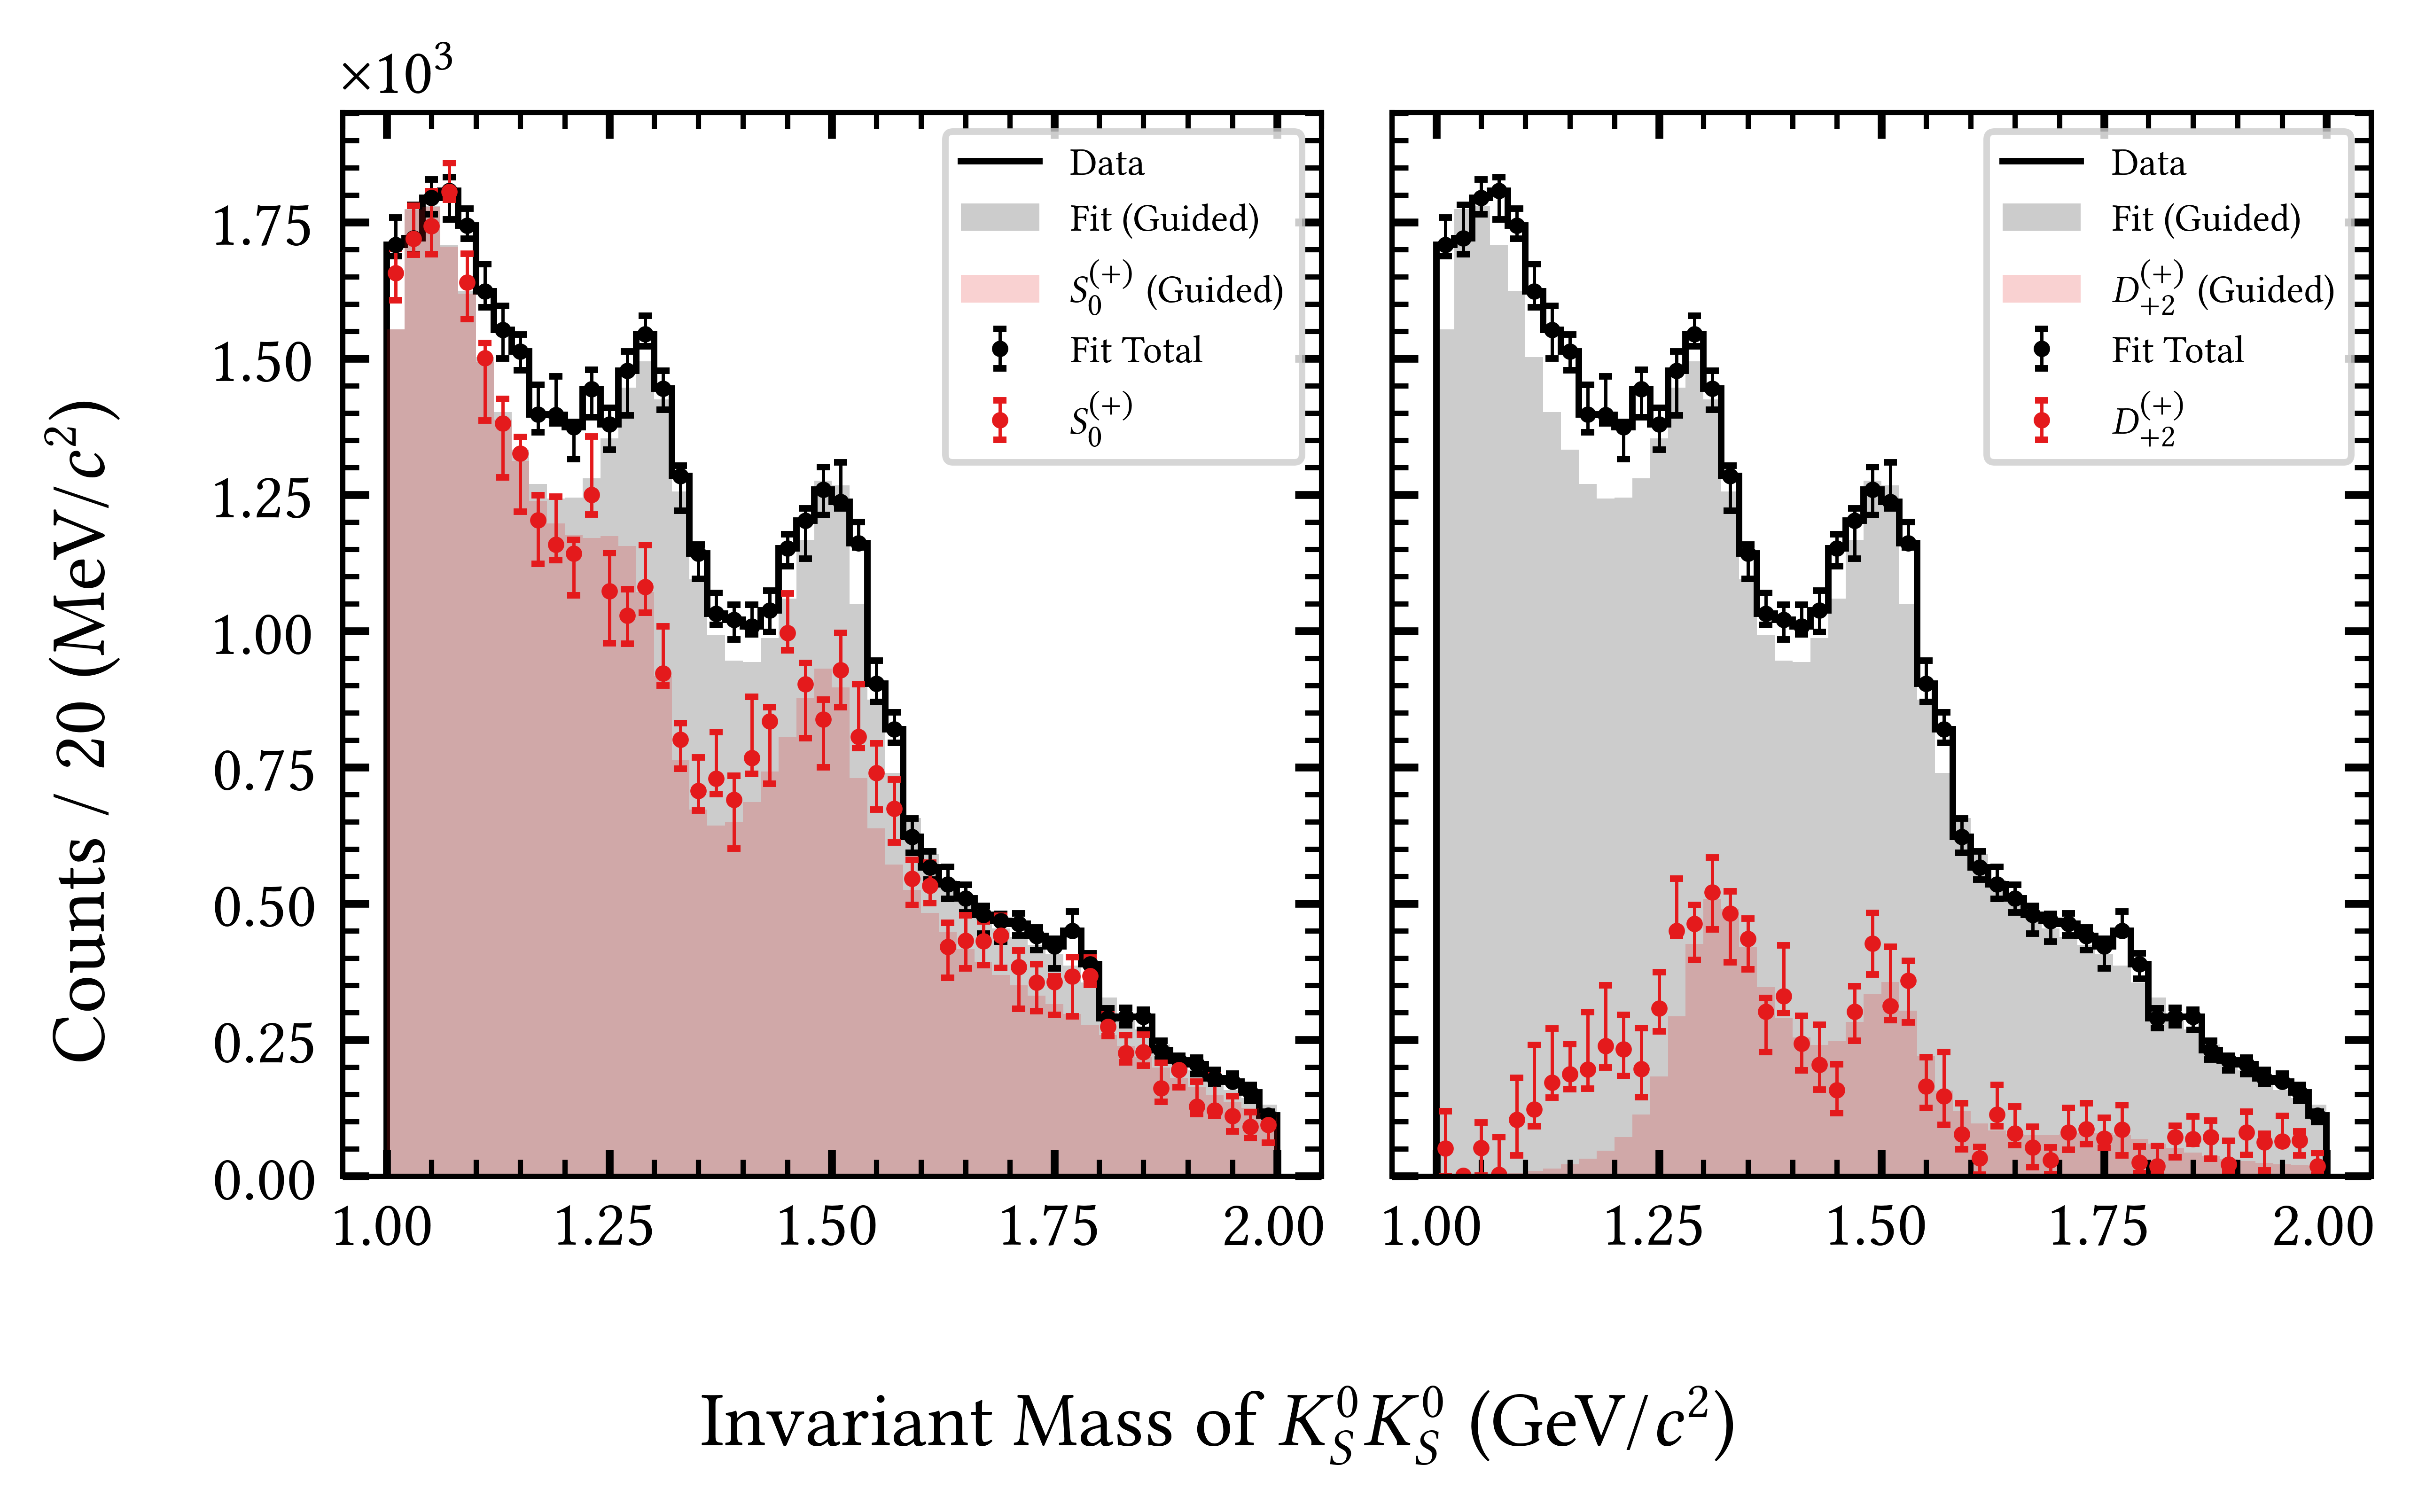 ×10³
Counts / 20 (MeV/c²)
1.75
1.50
1.25
1.00
0.75
0.50
0.25
0.00
Data
Fit (Guided)
S₀⁽⁺⁾ (Guided)
Fit Total
S₀⁽⁺⁾
1.00 1.25 1.50 1.75 2.00
Data
Fit (Guided)
D₊₂⁽⁺⁾ (Guided)
Fit Total
D₊₂⁽⁺⁾
1.00 1.25 1.50 1.75 2.00
Invariant Mass of K⁰_S K⁰_S (GeV/c²)